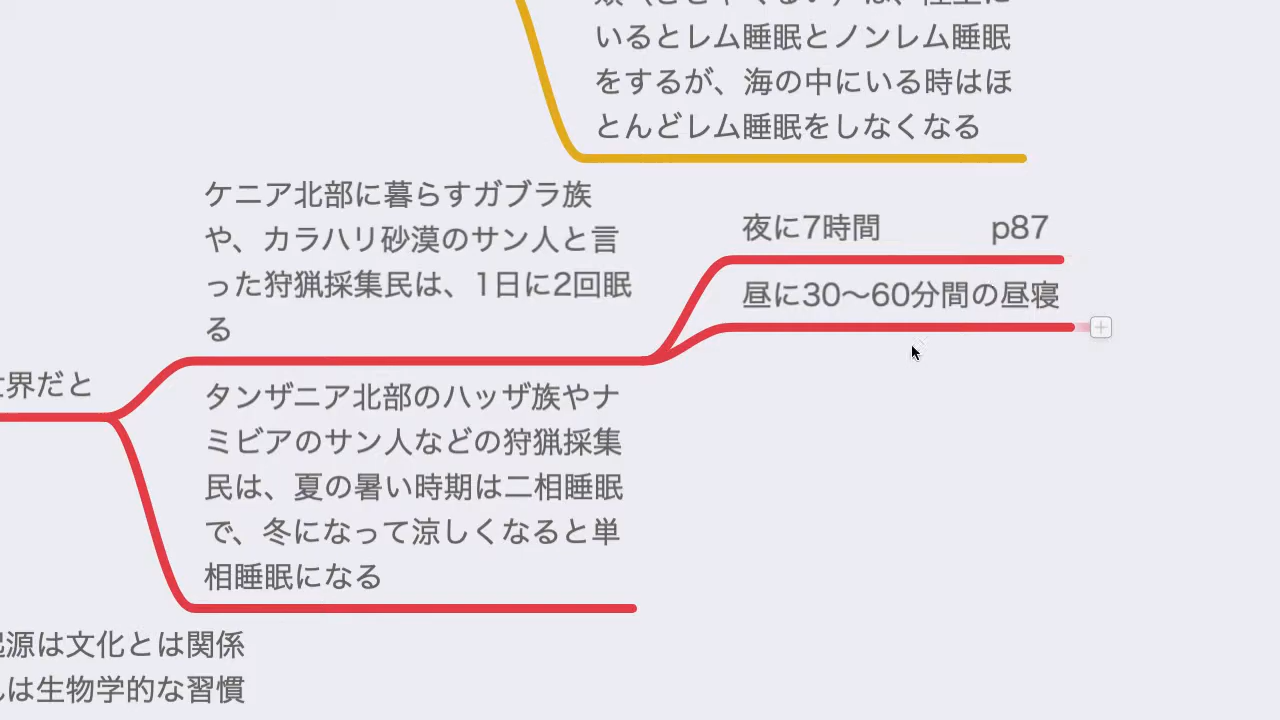 いるとレム睡眠とノンレム睡眠
をするが、海の中にいる時はほ
とんどレム睡眠をしなくなる
ケニア北部に暮らすガブラ族
や、カラハリ砂漠のサン人と言
った狩猟採集民は、1日に2回眠
る
夜に7時間 p87
昼に30〜60分間の昼寝
界だと
タンザニア北部のハッザ族やナ
ミビアのサン人などの狩猟採集
民は、夏の暑い時期は二相睡眠
で、冬になって涼しくなると単
相睡眠になる
源は文化とは関係
は生物学的な習慣